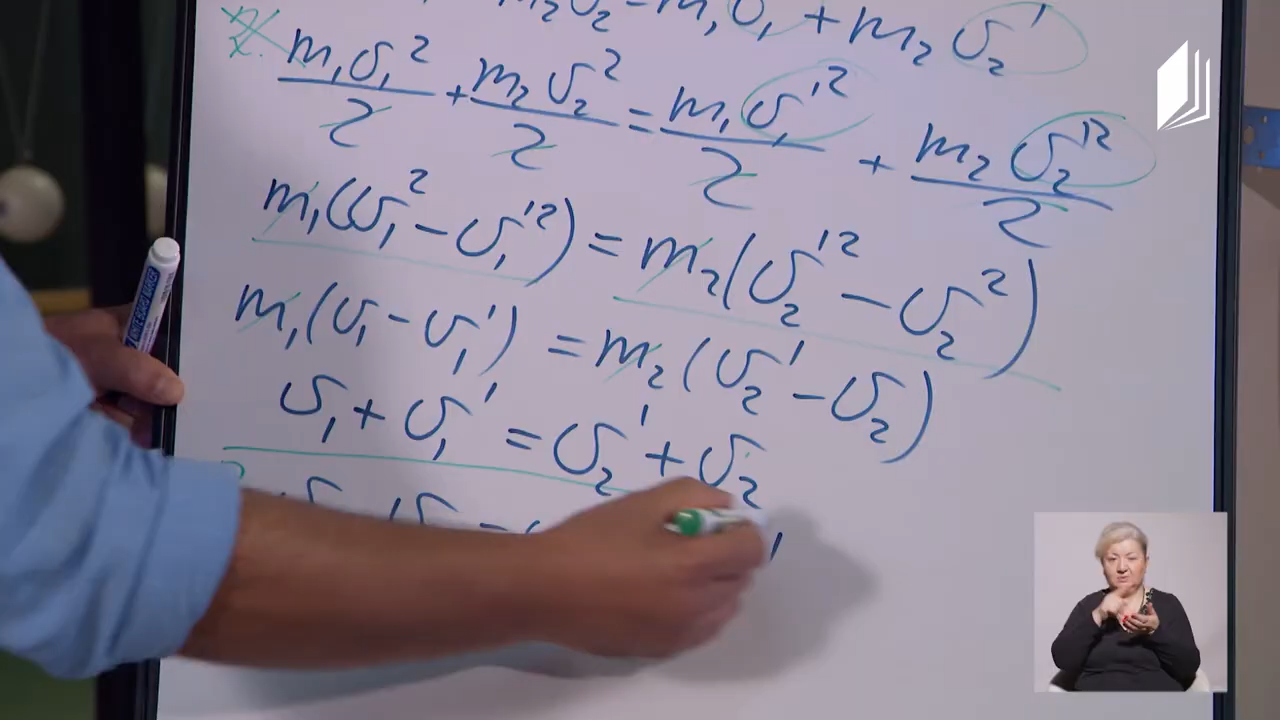 m₂υ₂ = m₁υ₁' + m₂υ₂'
m₁υ₁²/2 + m₂υ₂²/2 = m₁υ₁'²/2 + m₂υ₂'²/2
m₁(υ₁² - υ₁'²) = m₂(υ₂'² - υ₂²)
m₁(υ₁ - υ₁') = m₂(υ₂' - υ₂)
υ₁ + υ₁' = υ₂' + υ₂